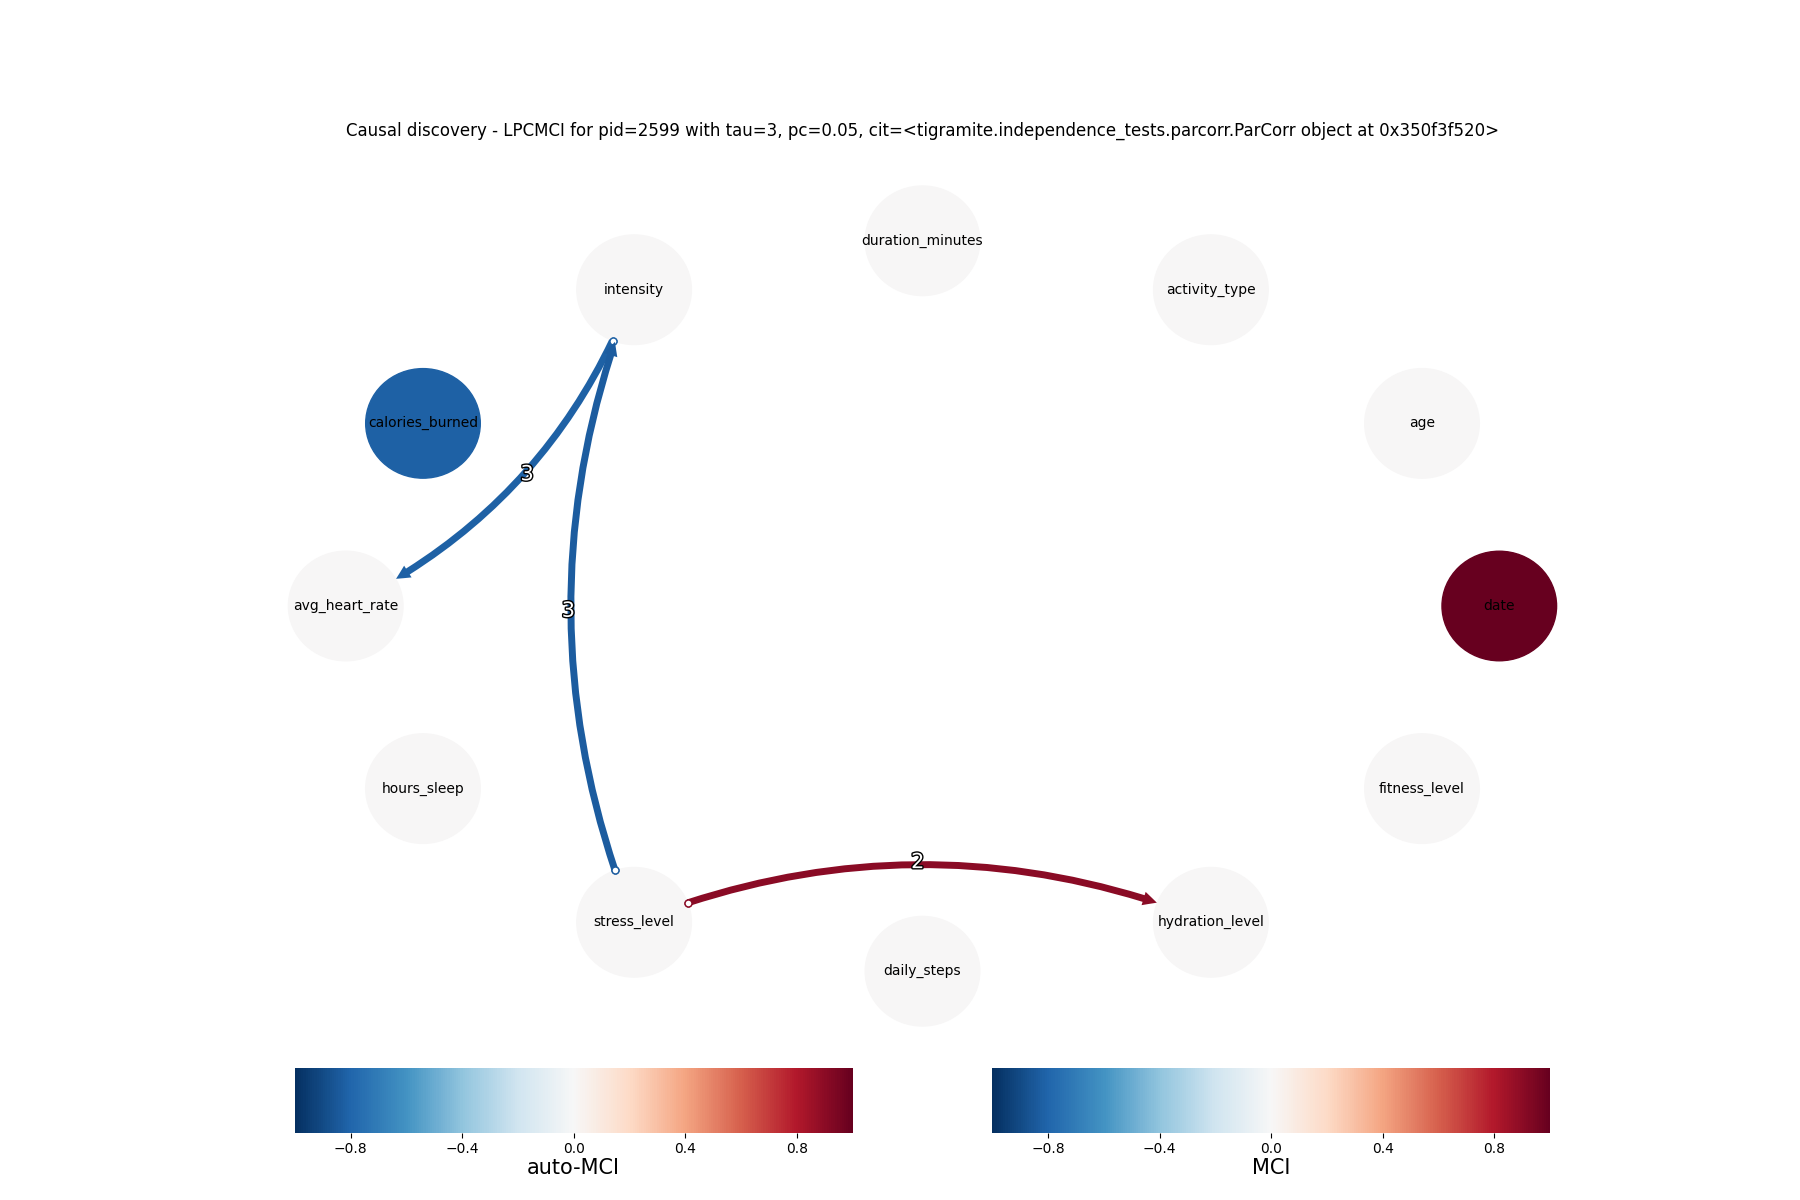 Causal discovery - LPCMCI for pid=2599 with tau=3, pc=0.05, cit=<tigramite.independence_tests.parcorr.ParCorr object at 0x350f3f520>
duration_minutes
intensity
activity_type
calories_burned
age
3
avg_heart_rate
3
date
hours_sleep
fitness_level
2
stress_level
hydration_level
daily_steps
−0.8 −0.4 0.0 0.4 0.8
auto-MCI
−0.8 −0.4 0.0 0.4 0.8
MCI